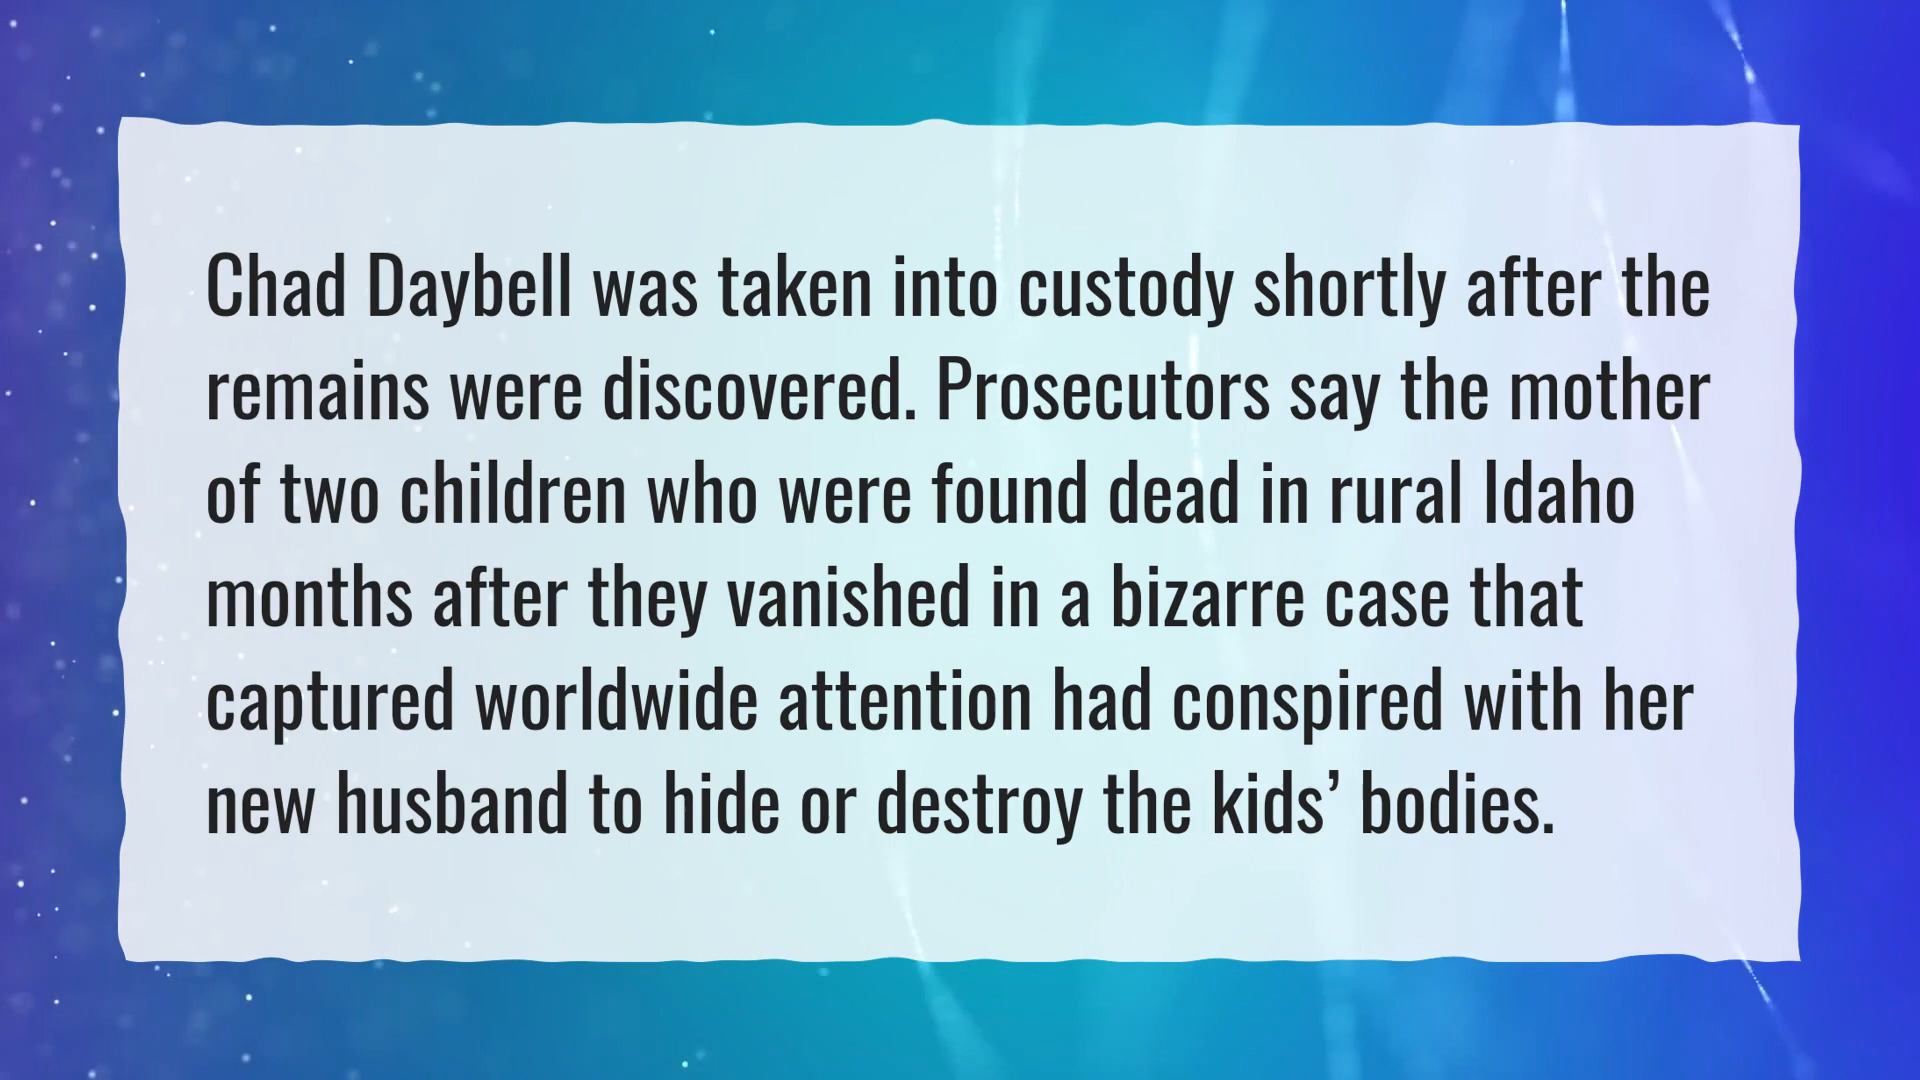 Chad Daybell was taken into custody shortly after the
remains were discovered. Prosecutors say the mother
of two children who were found dead in rural Idaho
months after they vanished in a bizarre case that
captured worldwide attention had conspired with her
new husband to hide or destroy the kids’ bodies.